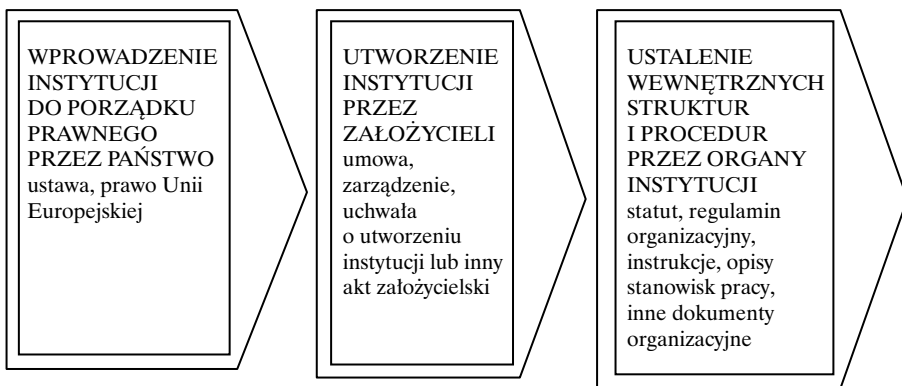 WPROWADZENIE
INSTYTUCJI
DO PORZĄDKU
PRAWNEGO
PRZEZ PAŃSTWO
ustawa, prawo Unii
Europejskiej
UTWORZENIE
INSTYTUCJI
PRZEZ
ZAŁOŻYCIELI
umowa,
zarządzenie,
uchwała
o utworzeniu
instytucji lub inny
akt założycielski
USTALENIE
WEWNĘTRZNYCH
STRUKTUR
I PROCEDUR
PRZEZ ORGANY
INSTYTUCJI
statut, regulamin
organizacyjny,
instrukcje, opisy
stanowisk pracy,
inne dokumenty
organizacyjne